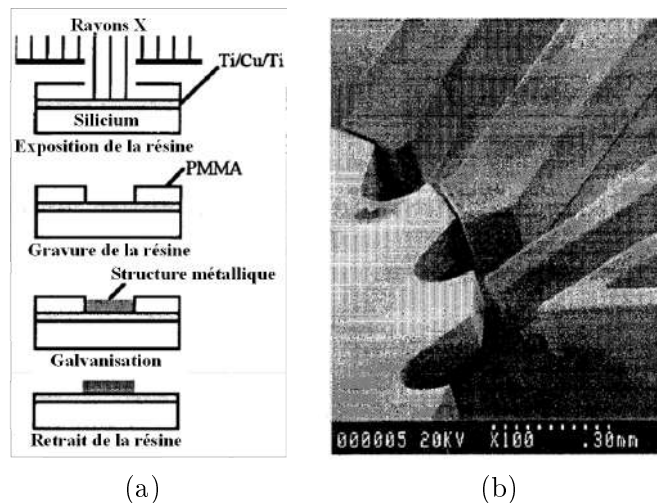 Rayons X
Ti/Cu/Ti
Silicium
Exposition de la résine
PMMA
Gravure de la résine
Structure métallique
Galvanisation
Retrait de la résine
000005 20KV X100 .30mm
(a)
(b)